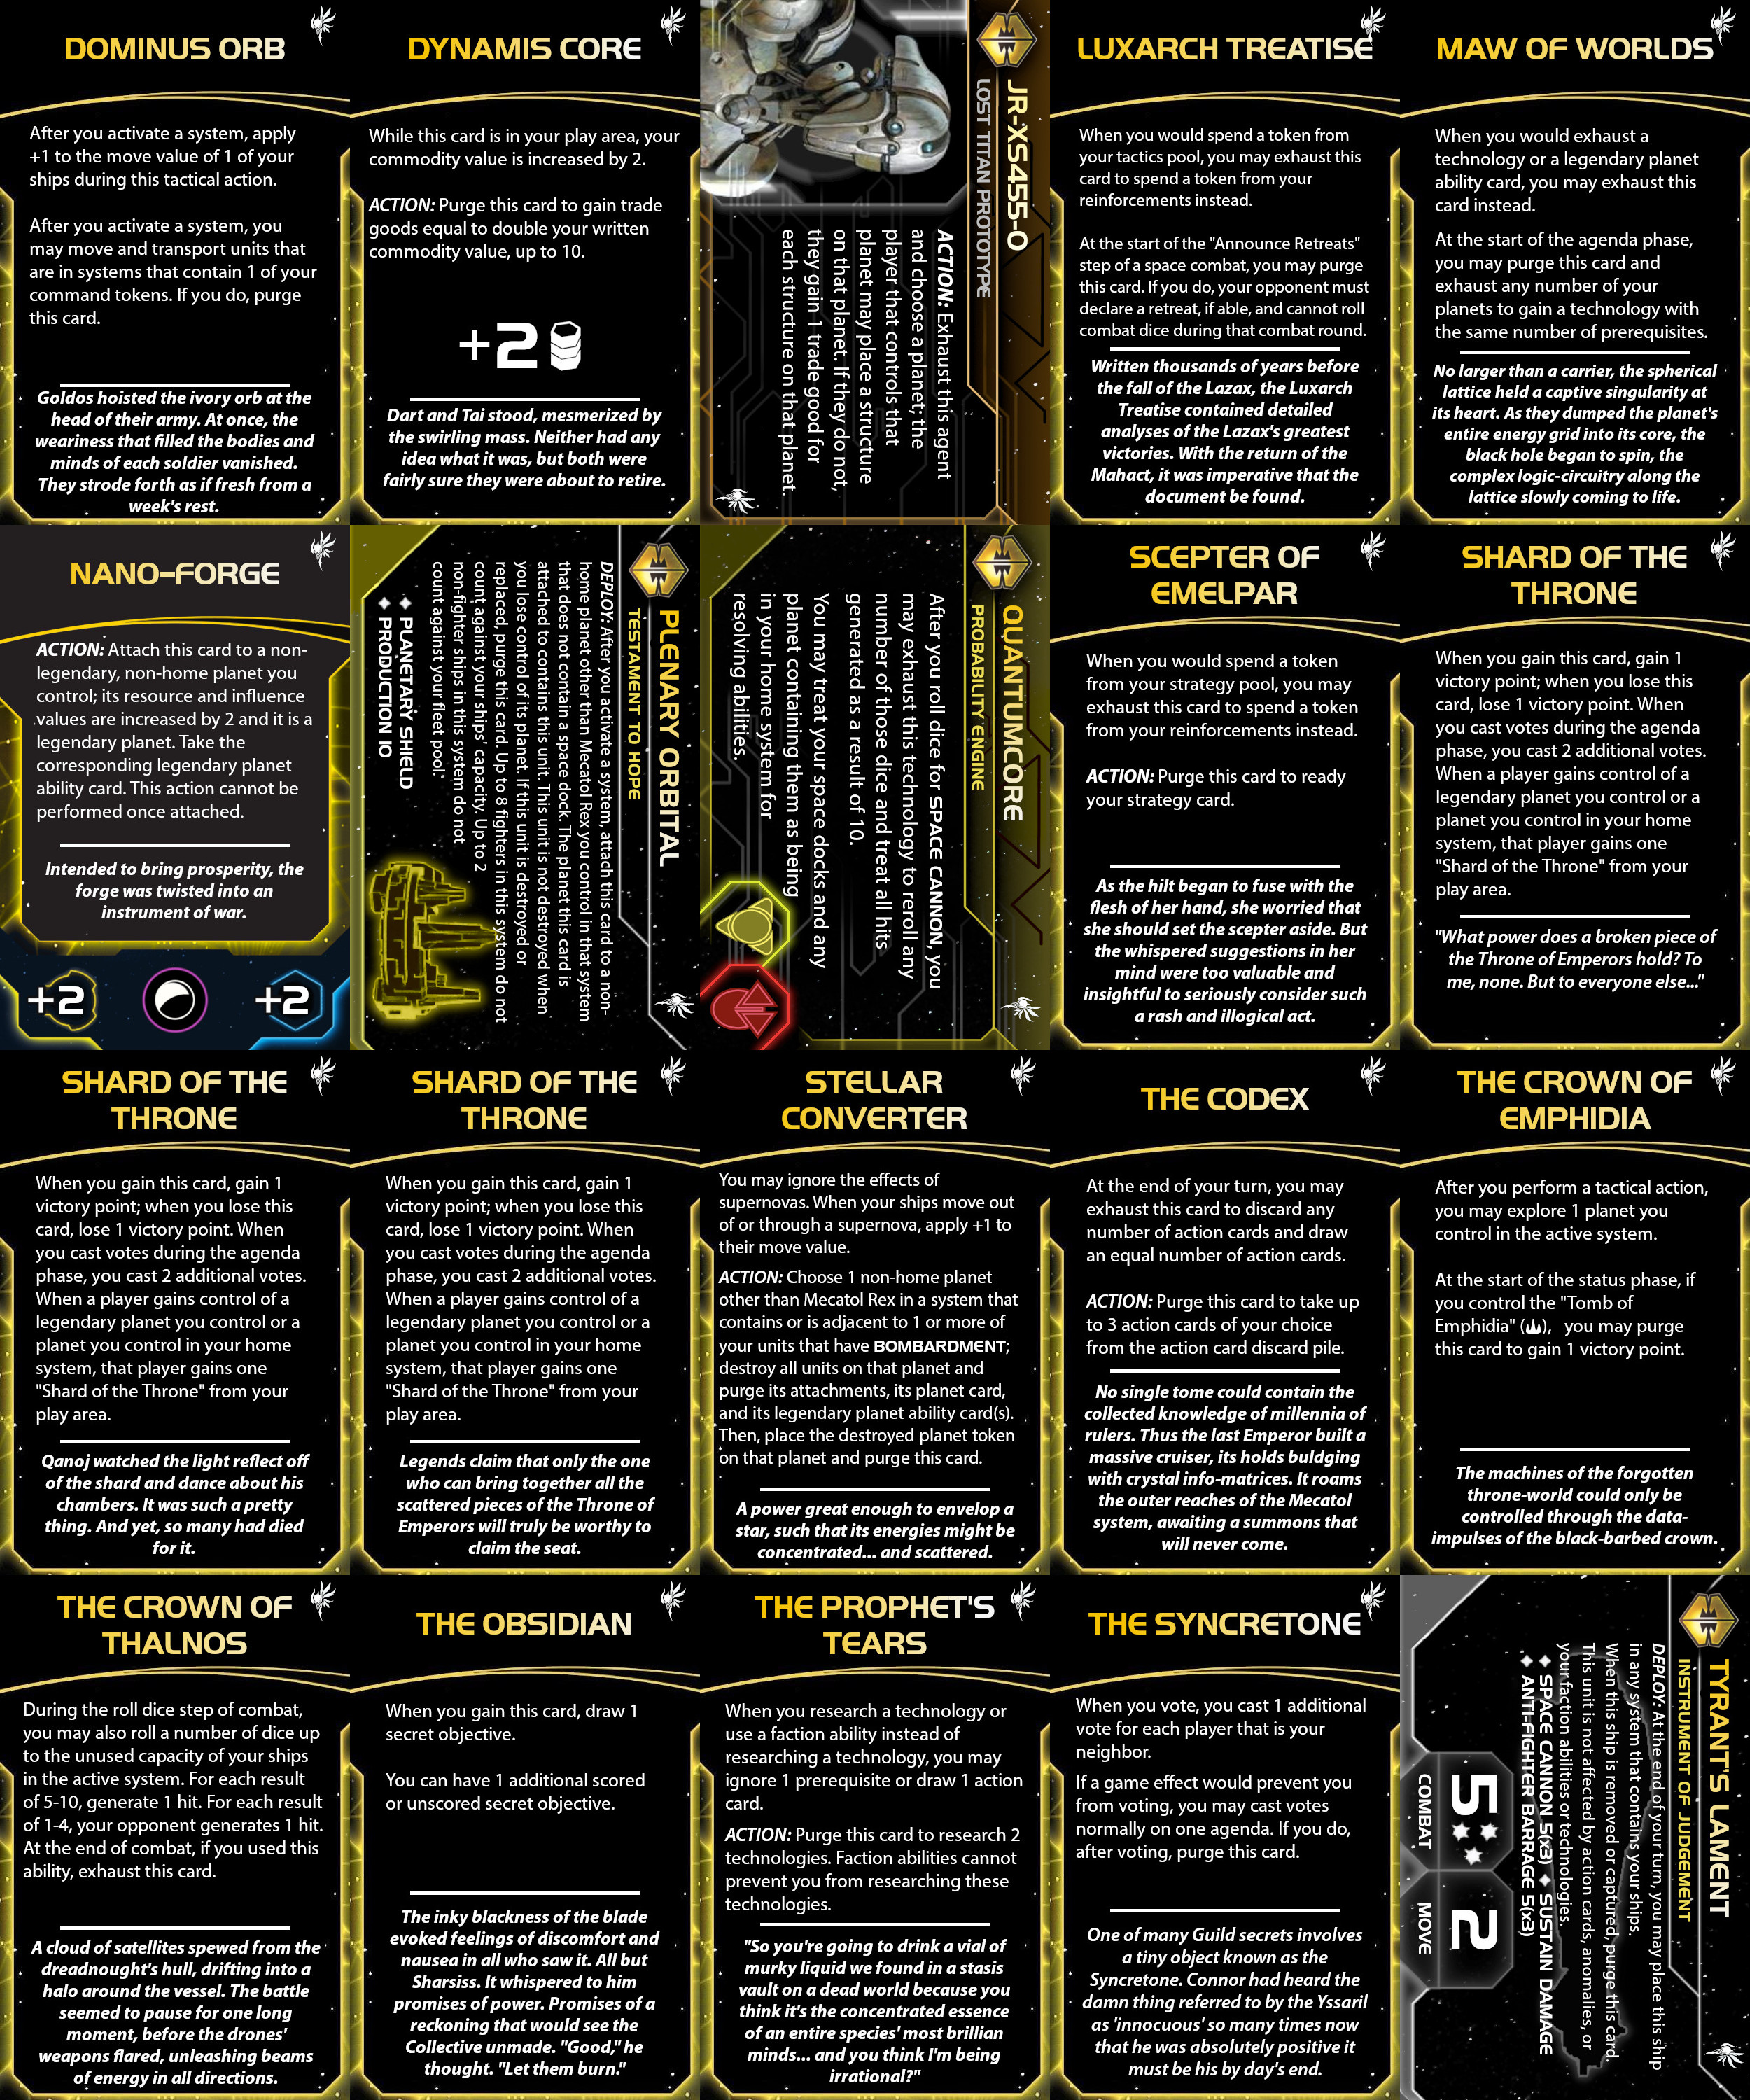 DOMINUS ORB
After you activate a system, apply
+1 to the move value of 1 of your
ships during this tactical action.
After you activate a system, you
may move and transport units that
are in systems that contain 1 of your
command tokens. If you do, purge
this card.
Goldos hoisted the ivory orb at the
head of their army. At once, the
weariness that filled the bodies and
minds of each soldier vanished.
They strode forth as if fresh from a
week's rest.
DYNAMIS CORE
While this card is in your play area, your
commodity value is increased by 2.
ACTION: Purge this card to gain trade
goods equal to double your written
commodity value, up to 10.
+2
Dart and Tai stood, mesmerized by
the swirling mass. Neither had any
idea what it was, but both were
fairly sure they were about to retire.
JR-XS455-O
LOST TITAN PROTOTYPE
ACTION: Exhaust this agent
and choose a planet; the
player that controls that
planet may place a structure
on that planet. If they do not,
they gain 1 trade good for
each structure on that planet.
LUXARCH TREATISE
When you would spend a token from
your tactics pool, you may exhaust this
card to spend a token from your
reinforcements instead.
At the start of the "Announce Retreats"
step of a space combat, you may purge
this card. If you do, your opponent must
declare a retreat, if able, and cannot roll
combat dice during that combat round.
Written thousands of years before
the fall of the Lazax, the Luxarch
Treatise contained detailed
analyses of the Lazax's greatest
victories. With the return of the
Mahact, it was imperative that the
document be found.
MAW OF WORLDS
When you would exhaust a
technology or a legendary planet
ability card, you may exhaust this
card instead.
At the start of the agenda phase,
you may purge this card and
exhaust any number of your
planets to gain a technology with
the same number of prerequisites.
No larger than a carrier, the spherical
lattice held a captive singularity at
its heart. As they dumped the planet's
entire energy grid into its core, the
black hole began to spin, the
complex logic-circuitry along the
lattice slowly coming to life.
NANO-FORGE
ACTION: Attach this card to a non-
legendary, non-home planet you
control; its resource and influence
values are increased by 2 and it is a
legendary planet. Take the
corresponding legendary planet
ability card. This action cannot be
performed once attached.
Intended to bring prosperity, the
forge was twisted into an
instrument of war.
+2
+2
PLENARY ORBITAL
TESTAMENT TO HOPE
DEPLOY: After you activate a system, attach this card to a non-
home planet other than Mecatol Rex you control in that system
that does not contain a space dock. The planet this card is
attached to contains this unit. This unit is not destroyed when
you lose control of its planet. If this unit is destroyed or
replaced, purge this card. Up to 8 fighters in this system do not
count against your ships' capacity. Up to 2
non-fighter ships in this system do not
count against your fleet pool."
PLANETARY SHIELD
PRODUCTION 10
QUANTUMCORE
PROBABILITY ENGINE
After you roll dice for SPACE CANNON, you
may exhaust this technology to reroll any
number of those dice and treat all hits
generated as a result of 10.
You may treat your space docks and any
planet containing them as being
in your home system for
resolving abilities.
SCEPTER OF
EMELPAR
When you would spend a token
from your strategy pool, you may
exhaust this card to spend a token
from your reinforcements instead.
ACTION: Purge this card to ready
your strategy card.
As the hilt began to fuse with the
flesh of her hand, she worried that
she should set the scepter aside. But
the whispered suggestions in her
mind were too valuable and
insightful to seriously consider such
a rash and illogical act.
SHARD OF THE
THRONE
When you gain this card, gain 1
victory point; when you lose this
card, lose 1 victory point. When
you cast votes during the agenda
phase, you cast 2 additional votes.
When a player gains control of a
legendary planet you control or a
planet you control in your home
system, that player gains one
"Shard of the Throne" from your
play area.
"What power does a broken piece of
the Throne of Emperors hold? To
me, none. But to everyone else..."
SHARD OF THE
THRONE
When you gain this card, gain 1
victory point; when you lose this
card, lose 1 victory point. When
you cast votes during the agenda
phase, you cast 2 additional votes.
When a player gains control of a
legendary planet you control or a
planet you control in your home
system, that player gains one
"Shard of the Throne" from your
play area.
Qanoj watched the light reflect off
of the shard and dance about his
chambers. It was such a pretty
thing. And yet, so many had died
for it.
SHARD OF THE
THRONE
When you gain this card, gain 1
victory point; when you lose this
card, lose 1 victory point. When
you cast votes during the agenda
phase, you cast 2 additional votes.
When a player gains control of a
legendary planet you control or a
planet you control in your home
system, that player gains one
"Shard of the Throne" from your
play area.
Legends claim that only the one
who can bring together all the
scattered pieces of the Throne of
Emperors will truly be worthy to
claim the seat.
STELLAR
CONVERTER
You may ignore the effects of
supernovas. When your ships move out
of or through a supernova, apply +1 to
their move value.
ACTION: Choose 1 non-home planet
other than Mecatol Rex in a system that
contains or is adjacent to 1 or more of
your units that have BOMBARDMENT;
destroy all units on that planet and
purge its attachments, its planet card,
and its legendary planet ability card(s).
Then, place the destroyed planet token
on that planet and purge this card.
A power great enough to envelop a
star, such that its energies might be
concentrated... and scattered.
THE CODEX
At the end of your turn, you may
exhaust this card to discard any
number of action cards and draw
an equal number of action cards.
ACTION: Purge this card to take up
to 3 action cards of your choice
from the action card discard pile.
No single tome could contain the
collected knowledge of millennia of
rulers. Thus the last Emperor built a
massive cruiser, its holds buldging
with crystal info-matrices. It roams
the outer reaches of the Mecatol
system, awaiting a summons that
will never come.
THE CROWN OF
EMPHIDIA
After you perform a tactical action,
you may explore 1 planet you
control in the active system.
At the start of the status phase, if
you control the "Tomb of
Emphidia" (), you may purge
this card to gain 1 victory point.
The machines of the forgotten
throne-world could only be
controlled through the data-
impulses of the black-barbed crown.
THE CROWN OF
THALNOS
During the roll dice step of combat,
you may also roll a number of dice up
to the unused capacity of your ships
in the active system. For each result
of 5-10, generate 1 hit. For each result
of 1-4, your opponent generates 1 hit.
At the end of combat, if you used this
ability, exhaust this card.
A cloud of satellites spewed from the
dreadnought's hull, drifting into a
halo around the vessel. The battle
seemed to pause for one long
moment, before the drones'
weapons flared, unleashing beams
of energy in all directions.
THE OBSIDIAN
When you gain this card, draw 1
secret objective.
You can have 1 additional scored
or unscored secret objective.
The inky blackness of the blade
evoked feelings of discomfort and
nausea in all who saw it. All but
Sharsiss. It whispered to him
promises of power. Promises of a
reckoning that would see the
Collective unmade. "Good," he
thought. "Let them burn."
THE PROPHET'S
TEARS
When you research a technology or
use a faction ability instead of
researching a technology, you may
ignore 1 prerequisite or draw 1 action
card.
ACTION: Purge this card to research 2
technologies. Faction abilities cannot
prevent you from researching these
technologies.
"So you're going to drink a vial of
murky liquid we found in a stasis
vault on a dead world because you
think it's the concentrated essence
of an entire species' most brillian
minds... and you think I'm being
irrational?"
THE SYNCRETONE
When you vote, you cast 1 additional
vote for each player that is your
neighbor.
If a game effect would prevent you
from voting, you may cast votes
normally on one agenda. If you do,
after voting, purge this card.
One of many Guild secrets involves
a tiny object known as the
Syncretone. Connor had heard the
damn thing referred to by the Yssaril
as 'innocuous' so many times now
that he was absolutely positive it
must be his by day's end.
TYRANT'S LAMENT
INSTRUMENT OF JUDGEMENT
DEPLOY: At the end of your turn, you may place this ship
in any system that contains your ships.
When this ship is removed or captured, purge this card.
This unit is not affected by action cards, anomalies, or
your faction abilities or technologies.
SPACE CANNON 5(x3) SUSTAIN DAMAGE
ANTI-FIGHTER BARRAGE 5(x3)
5 2
COMBAT MOVE